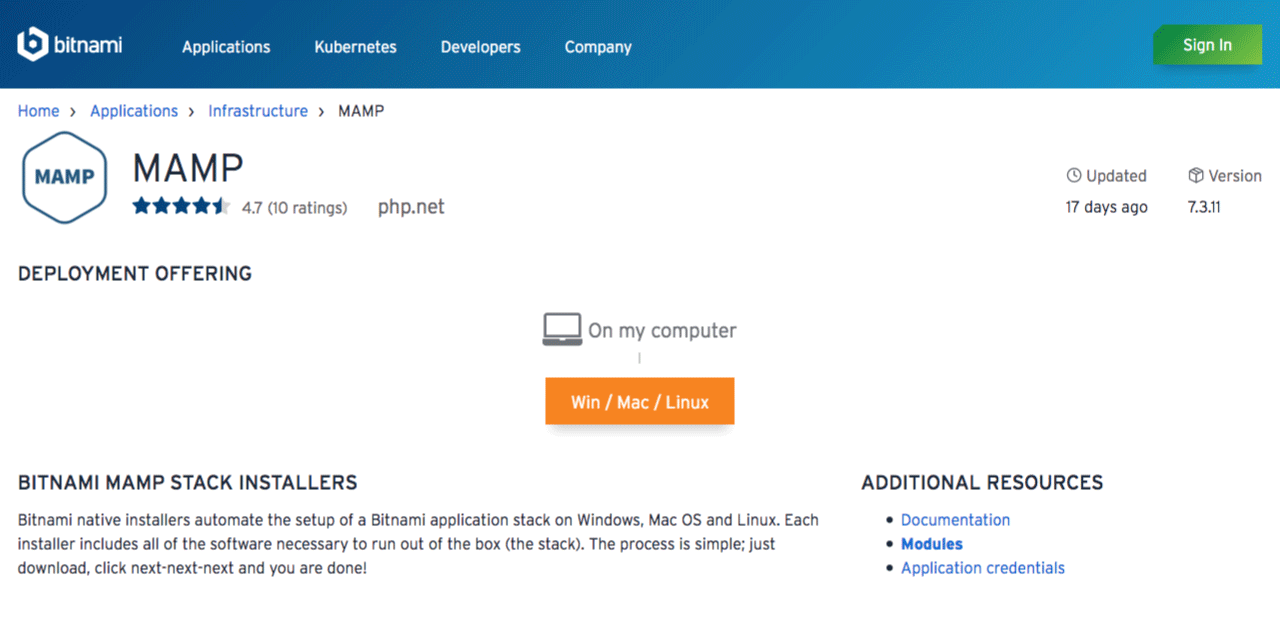 bitnami Applications Kubernetes Developers Company Sign In
Home › Applications › Infrastructure › MAMP
MAMP
MAMP
4.7 (10 ratings) php.net
Updated Version
17 days ago 7.3.11
DEPLOYMENT OFFERING
On my computer
Win / Mac / Linux
BITNAMI MAMP STACK INSTALLERS
Bitnami native installers automate the setup of a Bitnami application stack on Windows, Mac OS and Linux. Each
installer includes all of the software necessary to run out of the box (the stack). The process is simple; just
download, click next-next-next and you are done!
ADDITIONAL RESOURCES
• Documentation
• Modules
• Application credentials